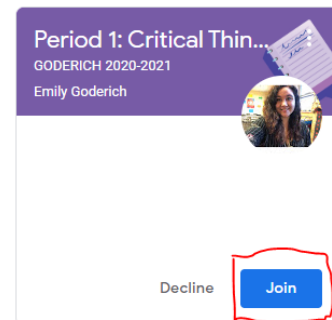 Period 1: Critical Thin...
GODERICH 2020-2021
Emily Goderich
Decline
Join